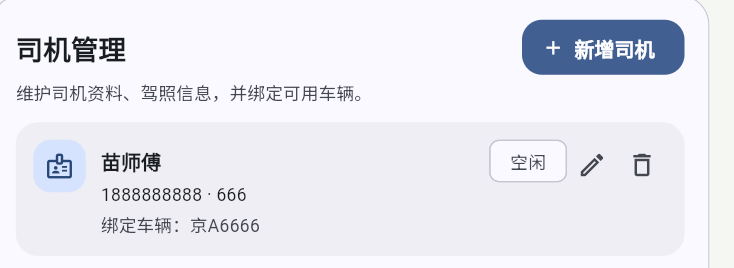 司机管理
+ 新增司机
维护司机资料、驾照信息，并绑定可用车辆。
苗师傅
空闲
1888888888 · 666
绑定车辆：京A6666